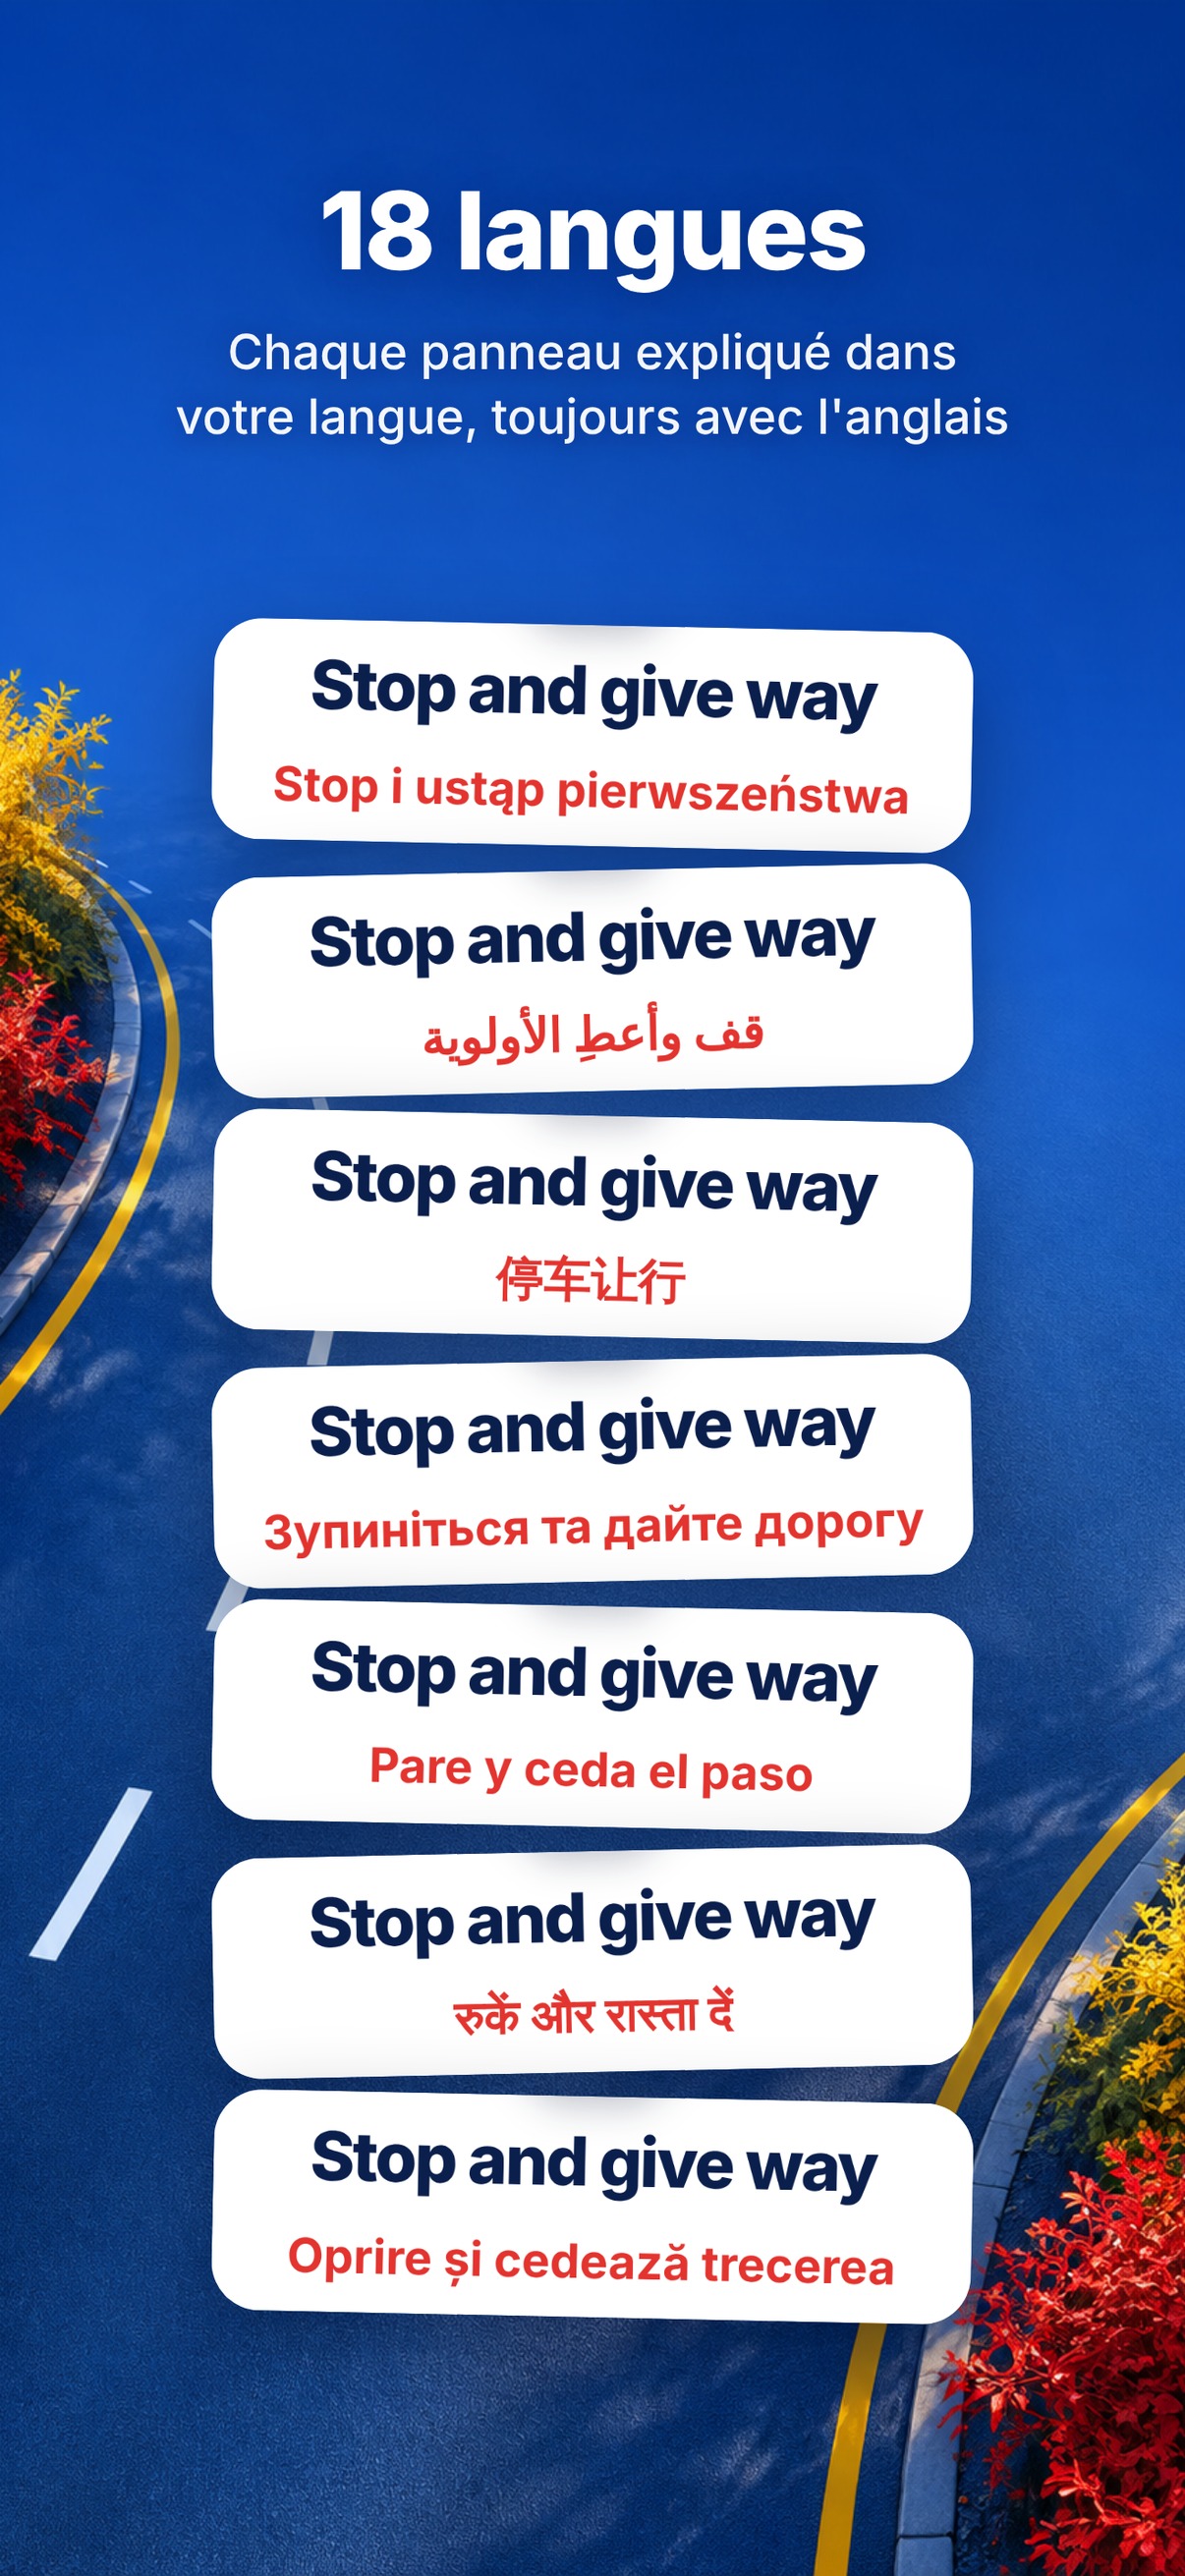 18 langues
Chaque panneau expliqué dans
votre langue, toujours avec l'anglais
Stop and give way
Stop i ustąp pierwszeństwa
Stop and give way
قف وأعطِ الأولوية
Stop and give way
停车让行
Stop and give way
Зупиніться та дайте дорогу
Stop and give way
Pare y ceda el paso
Stop and give way
रुकें और रास्ता दें
Stop and give way
Oprire și cedează trecerea